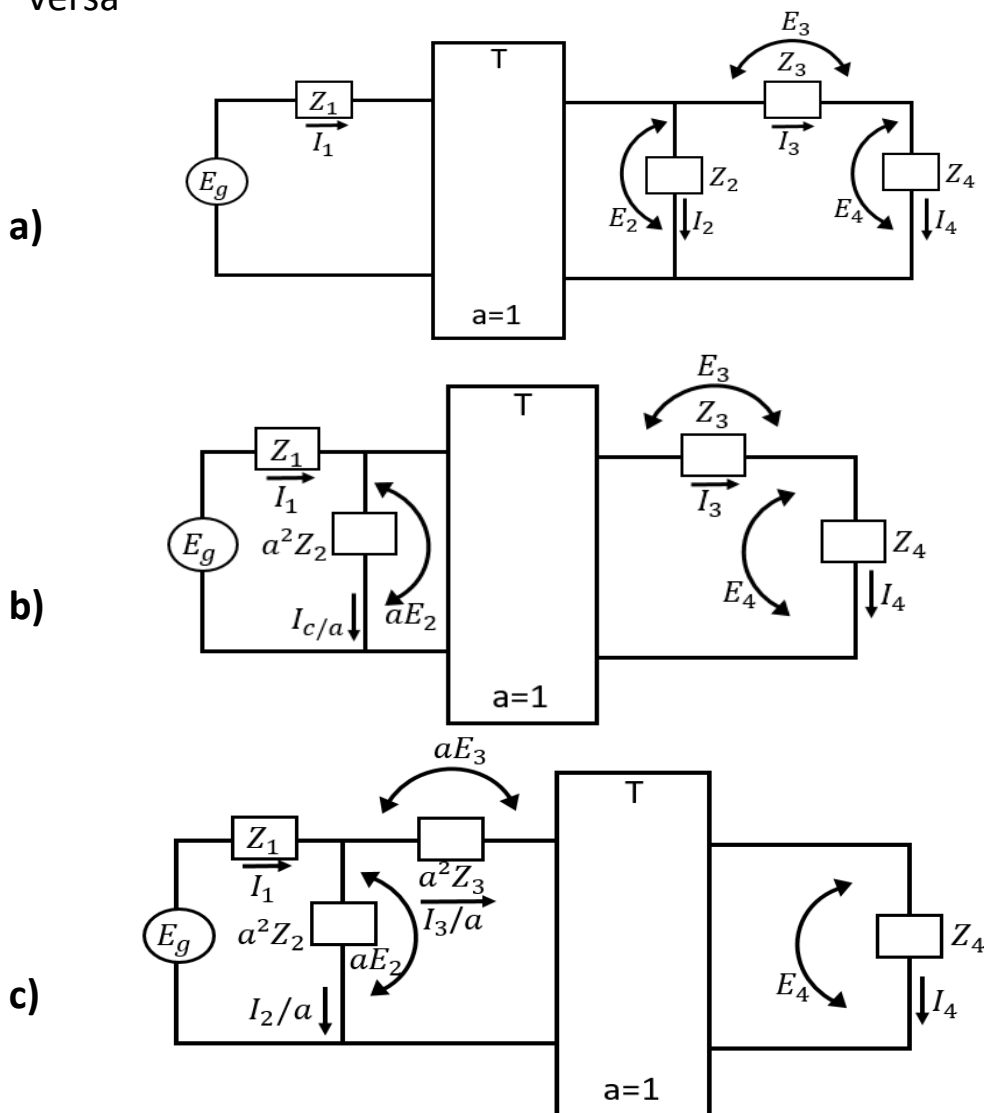 versa
a)
T
E_g
Z_1
I_1
E_2
Z_2
I_2
E_3
Z_3
I_3
E_4
Z_4
I_4
a=1
b)
T
E_g
Z_1
I_1
a^2Z_2
I_{c/a}
aE_2
E_3
Z_3
I_3
E_4
Z_4
I_4
a=1
c)
T
E_g
Z_1
I_1
a^2Z_2
I_2/a
aE_2
aE_3
a^2Z_3
I_3/a
E_4
Z_4
I_4
a=1